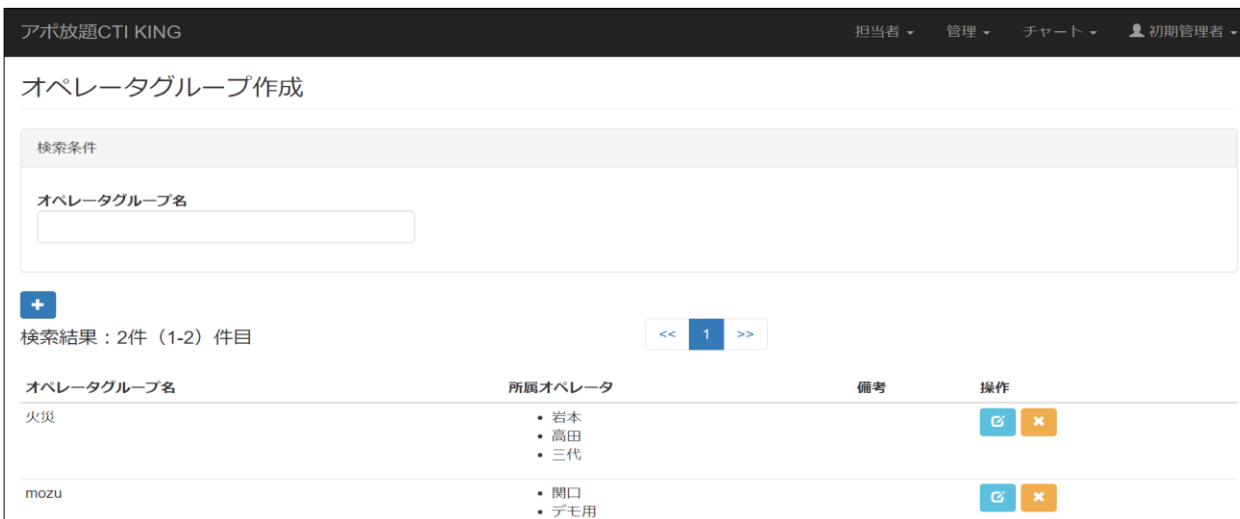 アポ放題CTI KING 担当者 管理 チャート 初期管理者
オペレータグループ作成
検索条件
オペレータグループ名
検索結果：2件（1-2）件目
<< 1 >>
オペレータグループ名 所属オペレータ 備考 操作
火災 • 岩本
• 高田
• 三代
mozu • 関口
• デモ用